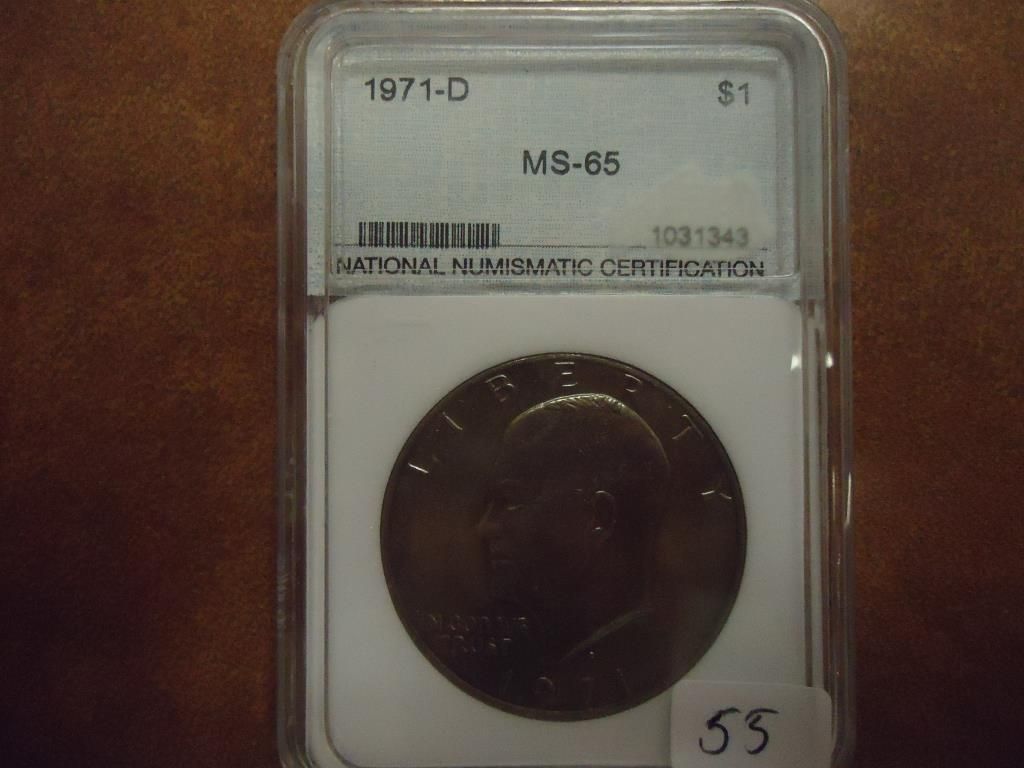 1971-D $1
MS-65
1031343
NATIONAL NUMISMATIC CERTIFICATION
LIBERTY
IN GOD WE
TRUST
1971
55